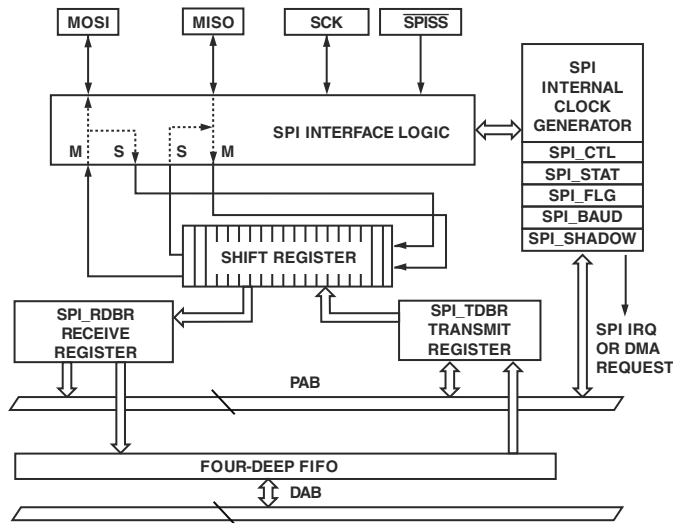 MOSI
MISO
SCK
SPISS
SPI INTERFACE LOGIC
M
S
S
M
SPI
INTERNAL
CLOCK
GENERATOR
SPI_CTL
SPI_STAT
SPI_FLG
SPI_BAUD
SPI_SHADOW
SHIFT REGISTER
SPI_RDBR
RECEIVE
REGISTER
SPI_TDBR
TRANSMIT
REGISTER
SPI IRQ
OR DMA
REQUEST
PAB
FOUR-DEEP FIFO
DAB